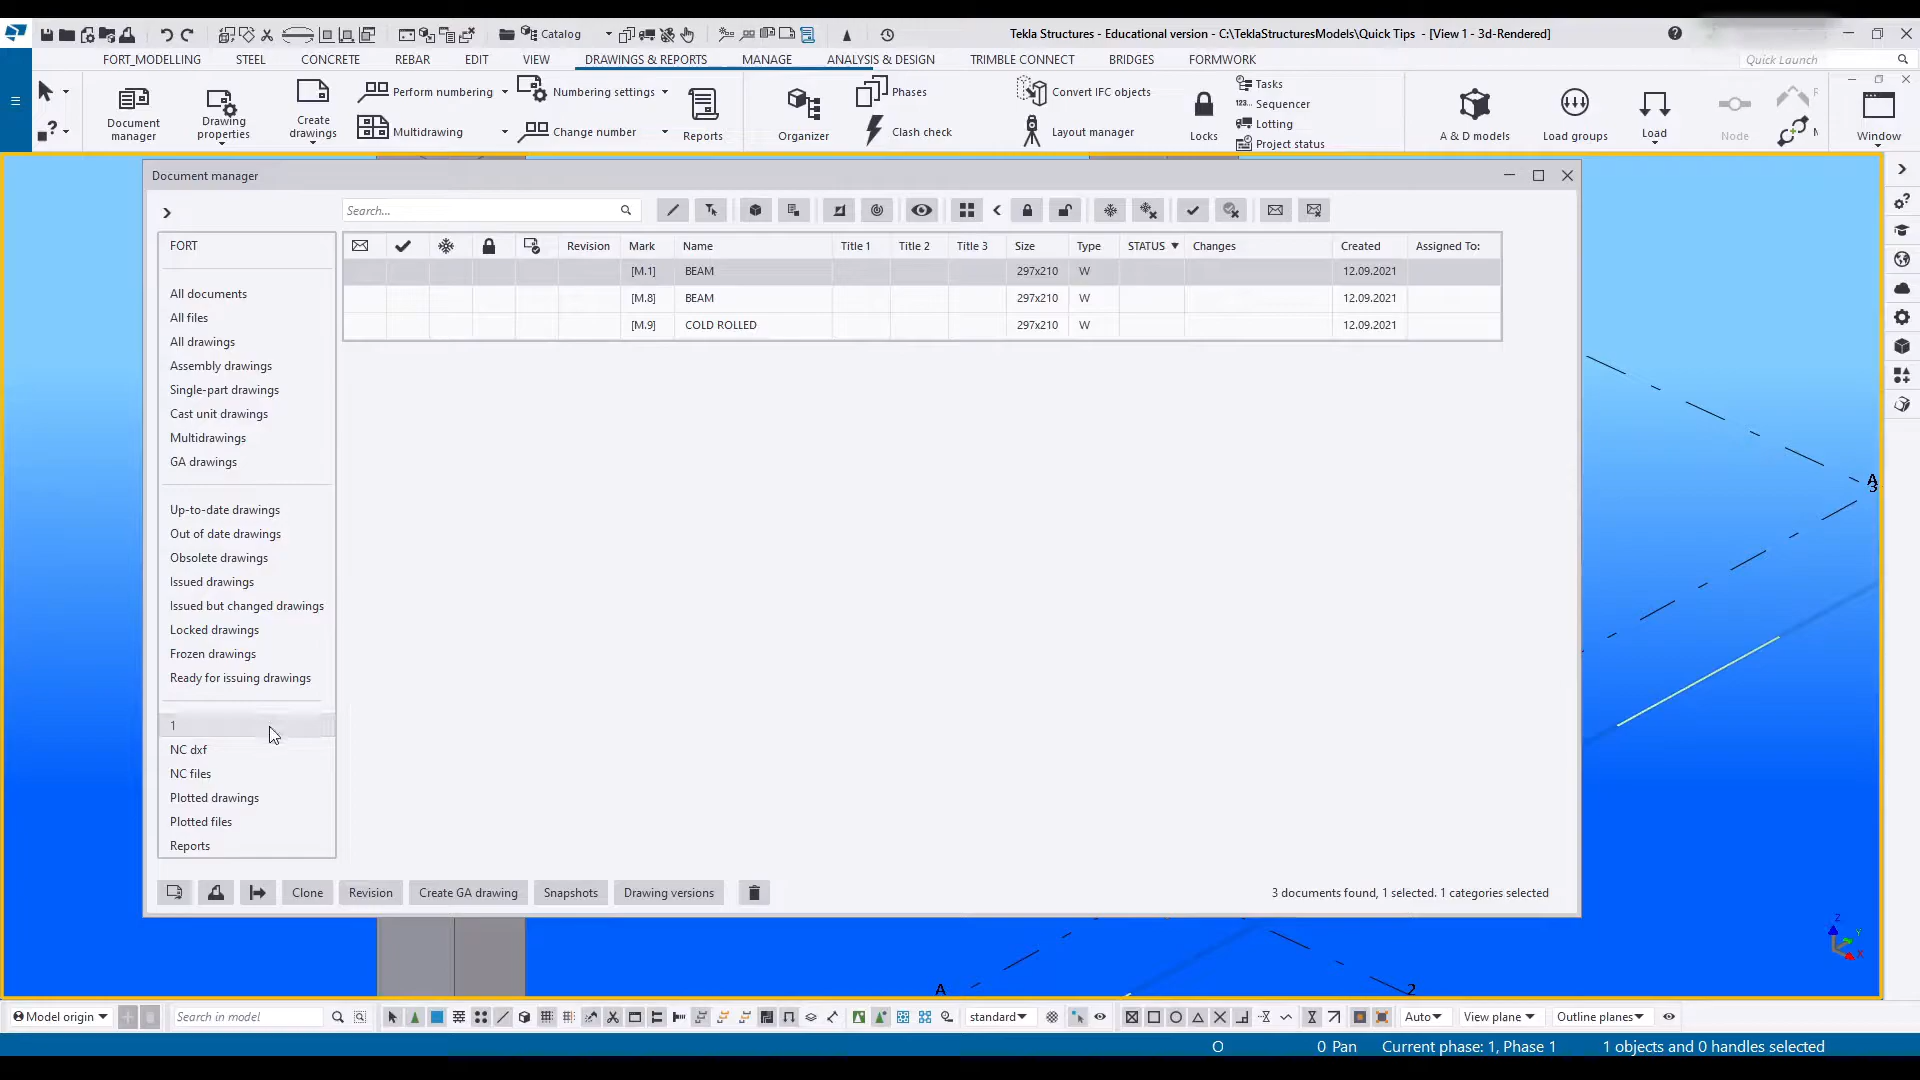 Catalog
Tekla Structures - Educational version - C:\TeklaStructuresModels\Quick Tips - [View 1 - 3d-Rendered]
FORT_MODELLING STEEL CONCRETE REBAR EDIT VIEW DRAWINGS & REPORTS MANAGE ANALYSIS & DESIGN TRIMBLE CONNECT BRIDGES FORMWORK
Quick Launch
Document manager
Drawing properties
Create drawings
Perform numbering
Multidrawing
Numbering settings
Change number
Reports
Organizer
Phases
Clash check
Convert IFC objects
Layout manager
Locks
Tasks
123... Sequencer
Lotting
Project status
A & D models
Load groups
Load
Node
Window
Document manager
Search...
FORT
All documents
All files
All drawings
Assembly drawings
Single-part drawings
Cast unit drawings
Multidrawings
GA drawings
Up-to-date drawings
Out of date drawings
Obsolete drawings
Issued drawings
Issued but changed drawings
Locked drawings
Frozen drawings
Ready for issuing drawings
1
NC dxf
NC files
Plotted drawings
Plotted files
Reports
Revision Mark Name Title 1 Title 2 Title 3 Size Type STATUS Changes Created Assigned To:
[M.1] BEAM 297x210 W 12.09.2021
[M.8] BEAM 297x210 W 12.09.2021
[M.9] COLD ROLLED 297x210 W 12.09.2021
Clone Revision Create GA drawing Snapshots Drawing versions
3 documents found, 1 selected. 1 categories selected
A
3
A
2
Z
Y
X
Model origin
Search in model
standard
Auto
View plane
Outline planes
O 0 Pan Current phase: 1, Phase 1 1 objects and 0 handles selected